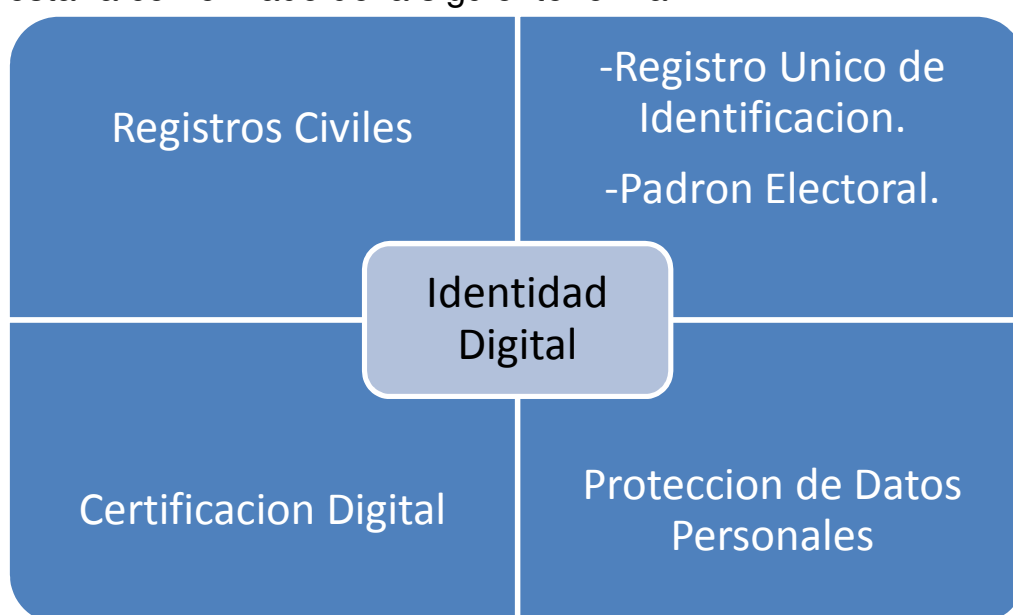 Registros Civiles
-Registro Unico de
Identificacion.
-Padron Electoral.
Identidad
Digital
Certificacion Digital
Proteccion de Datos
Personales